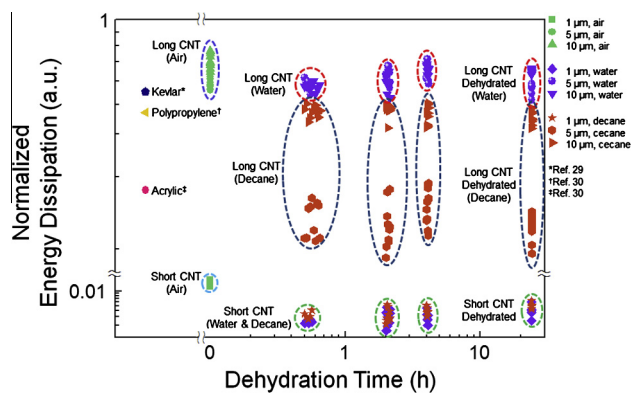 1
Long CNT
(Air)
Kevlar*
Polypropylene†
Acrylic‡
Short CNT
(Air)
Long CNT
(Water)
Long CNT
(Decane)
Short CNT
(Water & Decane)
Long CNT
Dehydrated
(Water)
Long CNT
Dehydrated
(Decane)
Short CNT
Dehydrated
0.01
0
1
10
Normalized
Energy Dissipation (a.u.)
Dehydration Time (h)
1 µm, air
5 µm, air
10 µm, air
1 µm, water
5 µm, water
10 µm, water
1 µm, decane
5 µm, cecane
10 µm, cecane
*Ref. 29
†Ref. 30
‡Ref. 30